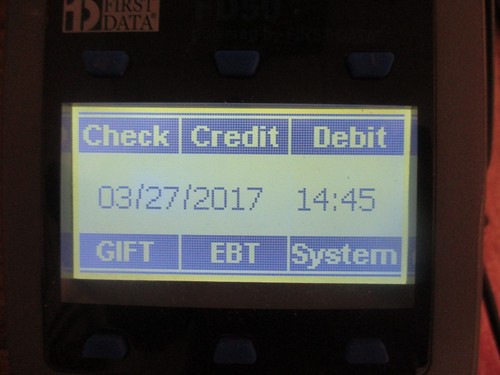 FIRST
DATA
Check Credit Debit
03/27/2017 14:45
GIFT EBT System